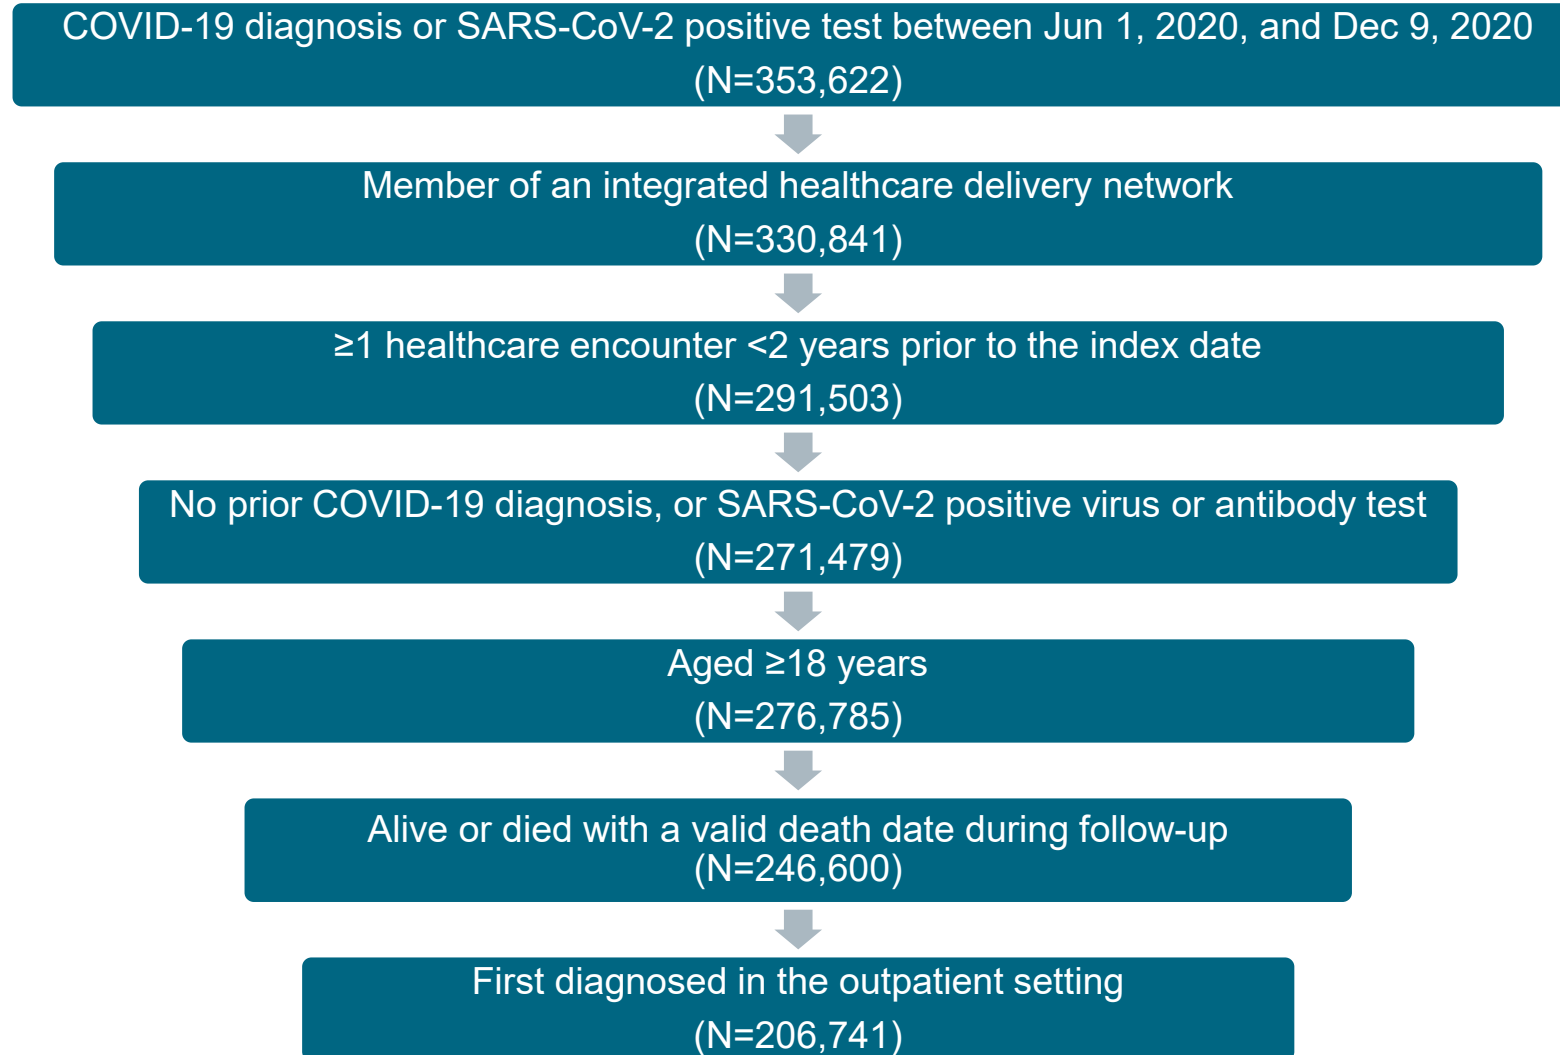 COVID-19 diagnosis or SARS-CoV-2 positive test between Jun 1, 2020, and Dec 9, 2020
(N=353,622)
Member of an integrated healthcare delivery network
(N=330,841)
≥1 healthcare encounter <2 years prior to the index date
(N=291,503)
No prior COVID-19 diagnosis, or SARS-CoV-2 positive virus or antibody test
(N=271,479)
Aged ≥18 years
(N=276,785)
Alive or died with a valid death date during follow-up
(N=246,600)
First diagnosed in the outpatient setting
(N=206,741)